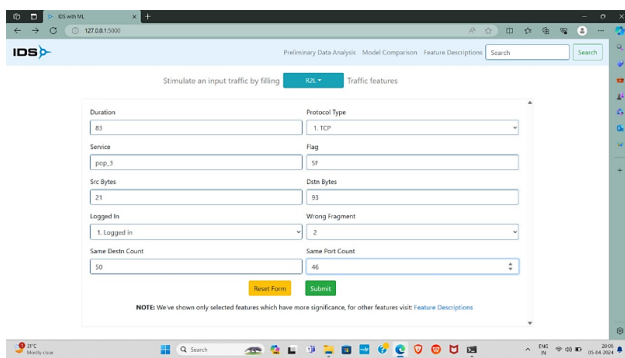 IDS with ML
127.0.0.1:5000
IDS
Preliminary Data Analysis Model Comparison Feature Descriptions Search Search
Stimulate an input traffic by filling R2L Traffic features
Duration Protocol Type
83 1. TCP
Service Flag
pop_3 SF
Src Bytes Dstn Bytes
21 93
Logged In Wrong Fragment
1. Logged in 2
Same Destn Count Same Port Count
50 46
Reset Form Submit
NOTE: We've shown only selected features which have more significance, for other features visit: Feature Descriptions
21°C
Mostly clear
Search
ENG
IN
20:05
05-04-2024